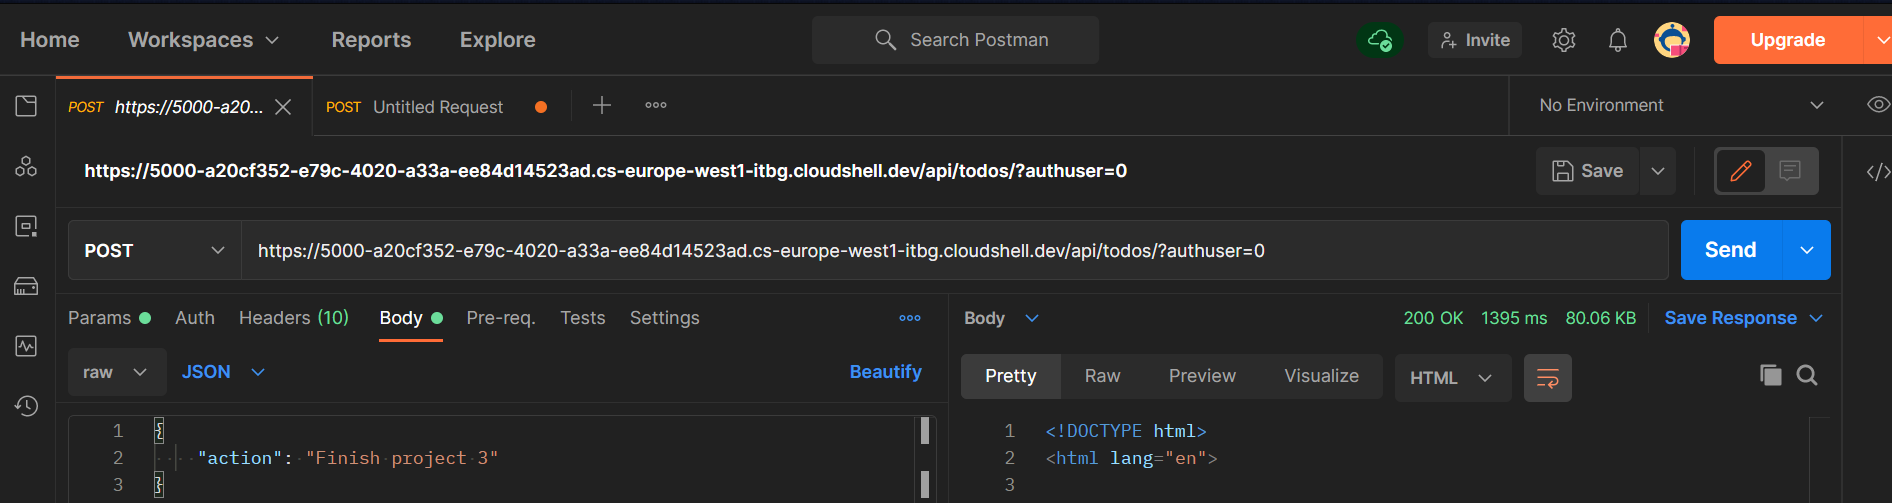 Home Workspaces Reports Explore Search Postman Invite Upgrade
POST https://5000-a20... POST Untitled Request No Environment
https://5000-a20cf352-e79c-4020-a33a-ee84d14523ad.cs-europe-west1-itbg.cloudshell.dev/api/todos/?authuser=0 Save
POST https://5000-a20cf352-e79c-4020-a33a-ee84d14523ad.cs-europe-west1-itbg.cloudshell.dev/api/todos/?authuser=0 Send
Params Auth Headers (10) Body Pre-req. Tests Settings
raw JSON Beautify
1 {
2 "action": "Finish project 3"
3 }
Body 200 OK 1395 ms 80.06 KB Save Response
Pretty Raw Preview Visualize HTML
1 <!DOCTYPE html>
2 <html lang="en">
3